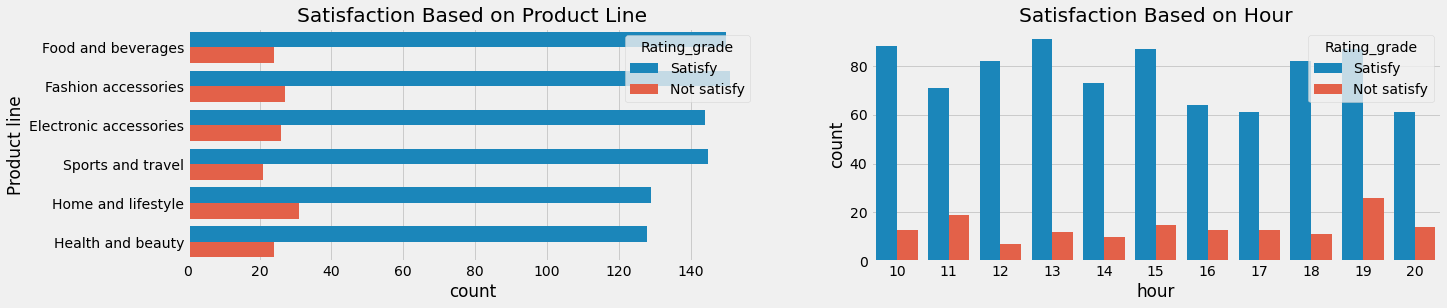 Satisfaction Based on Product Line
Product line
Food and beverages
Fashion accessories
Electronic accessories
Sports and travel
Home and lifestyle
Health and beauty
0 20 40 60 80 100 120 140
count
Rating_grade
Satisfy
Not satisfy
Satisfaction Based on Hour
count
80
60
40
20
0
10 11 12 13 14 15 16 17 18 19 20
hour
Rating_grade
Satisfy
Not satisfy